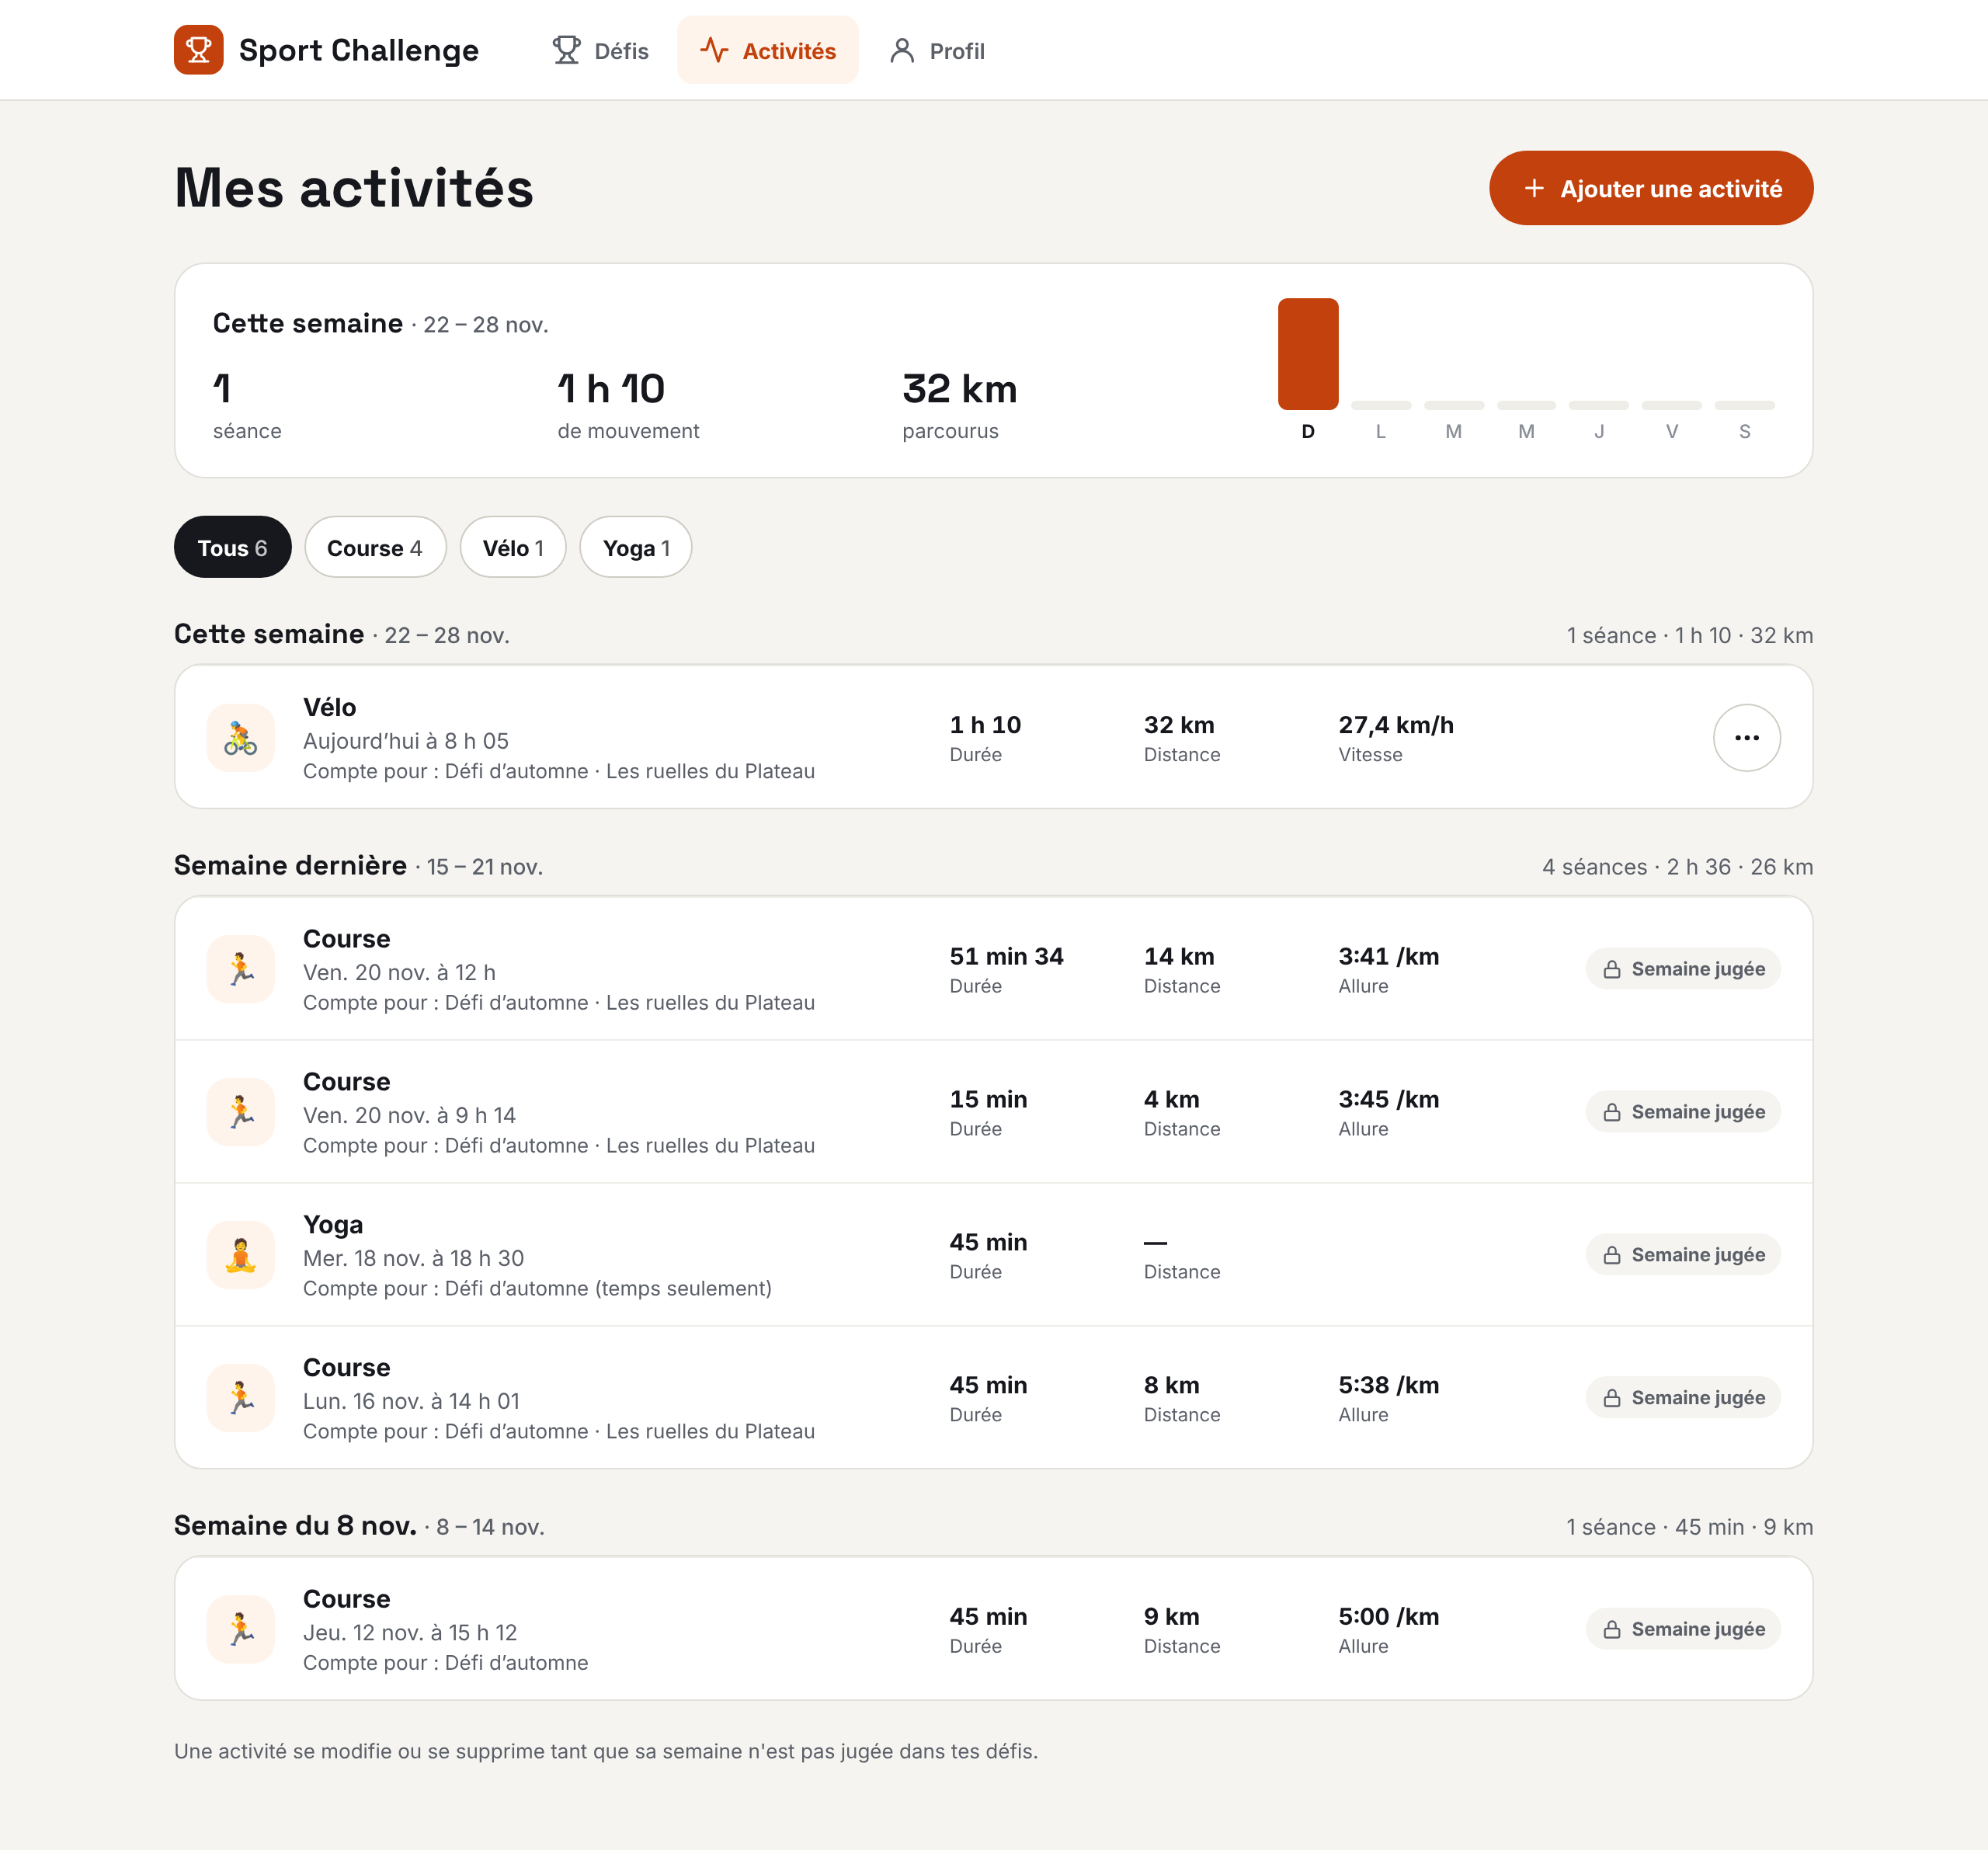 Sport Challenge
Défis
Activités
Profil
Mes activités
Ajouter une activité
Cette semaine · 22 – 28 nov.
1
séance
1 h 10
de mouvement
32 km
parcourus
D L M M J V S
Tous 6
Course 4
Vélo 1
Yoga 1
Cette semaine · 22 – 28 nov.
1 séance · 1 h 10 · 32 km
Vélo
Aujourd’hui à 8 h 05
Compte pour : Défi d’automne · Les ruelles du Plateau
1 h 10
Durée
32 km
Distance
27,4 km/h
Vitesse
Semaine dernière · 15 – 21 nov.
4 séances · 2 h 36 · 26 km
Course
Ven. 20 nov. à 12 h
Compte pour : Défi d’automne · Les ruelles du Plateau
51 min 34
Durée
14 km
Distance
3:41 /km
Allure
Semaine jugée
Course
Ven. 20 nov. à 9 h 14
Compte pour : Défi d’automne · Les ruelles du Plateau
15 min
Durée
4 km
Distance
3:45 /km
Allure
Semaine jugée
Yoga
Mer. 18 nov. à 18 h 30
Compte pour : Défi d’automne (temps seulement)
45 min
Durée
—
Distance
Semaine jugée
Course
Lun. 16 nov. à 14 h 01
Compte pour : Défi d’automne · Les ruelles du Plateau
45 min
Durée
8 km
Distance
5:38 /km
Allure
Semaine jugée
Semaine du 8 nov. · 8 – 14 nov.
1 séance · 45 min · 9 km
Course
Jeu. 12 nov. à 15 h 12
Compte pour : Défi d’automne
45 min
Durée
9 km
Distance
5:00 /km
Allure
Semaine jugée
Une activité se modifie ou se supprime tant que sa semaine n'est pas jugée dans tes défis.